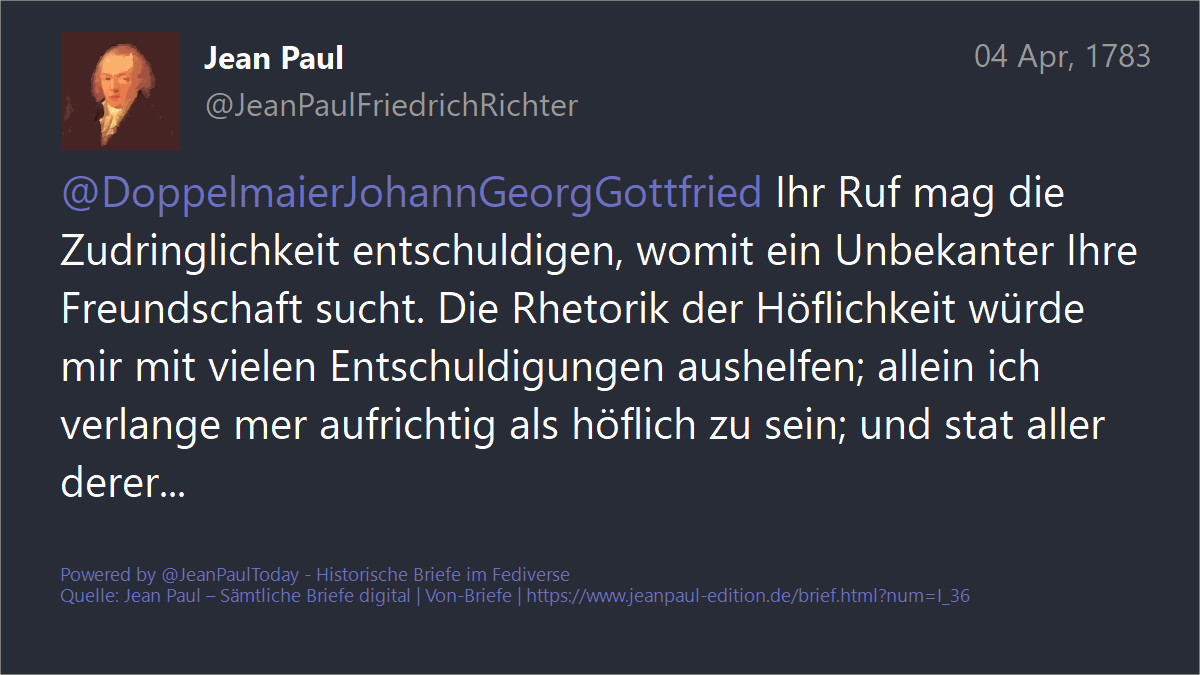 Jean Paul
04 Apr, 1783
@JeanPaulFriedrichRichter
@DoppelmaierJohannGeorgGottfried Ihr Ruf mag die
Zudringlichkeit entschuldigen, womit ein Unbekanter Ihre
Freundschaft sucht. Die Rhetorik der Höflichkeit würde
mir mit vielen Entschuldigungen aushelfen; allein ich
verlange mer aufrichtig als höflich zu sein; und stat aller
derer...
Powered by @JeanPaulToday - Historische Briefe im Fediverse
Quelle: Jean Paul – Sämtliche Briefe digital | Von-Briefe | https://www.jeanpaul-edition.de/brief.html?num=I_36